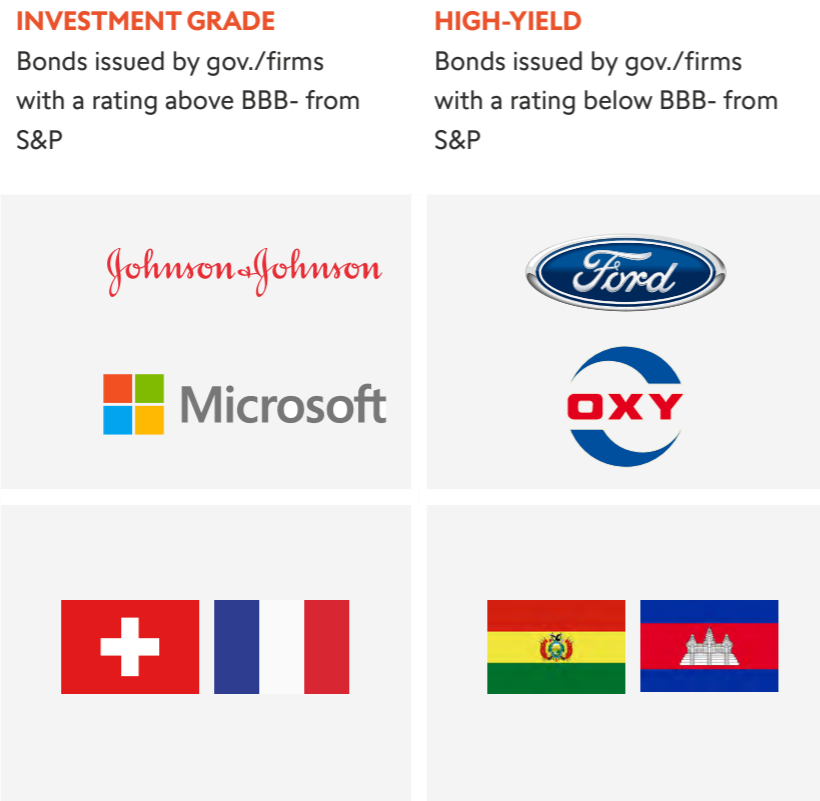 INVESTMENT GRADE
Bonds issued by gov./firms
with a rating above BBB- from
S&P
HIGH-YIELD
Bonds issued by gov./firms
with a rating below BBB- from
S&P
Johnson&Johnson
Microsoft
Ford
OXY